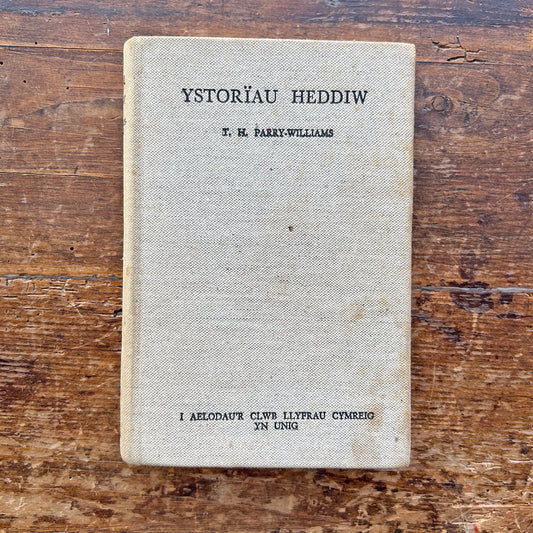 YSTORÏAU HEDDIW
T. H. PARRY-WILLIAMS
I AELODAU'R CLWB LLYFRAU CYMREIG
YN UNIG